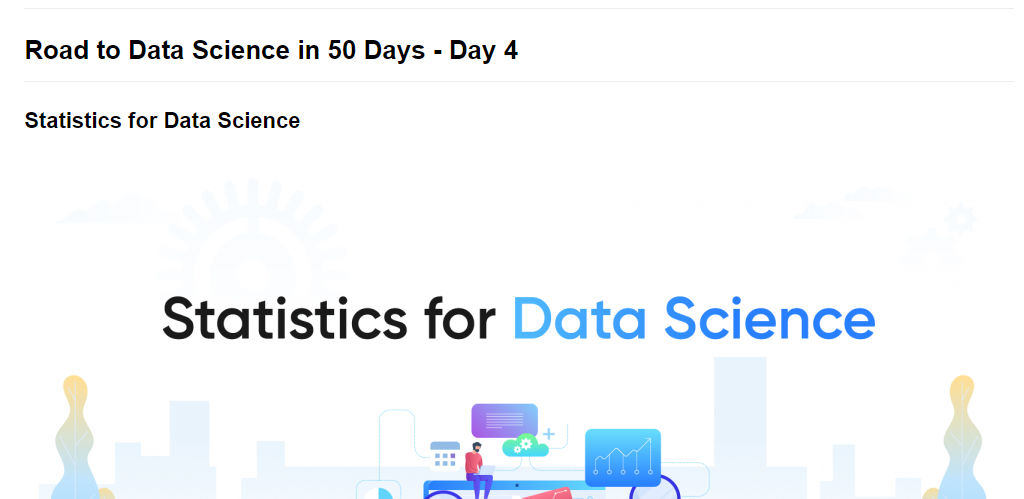 Road to Data Science in 50 Days - Day 4
Statistics for Data Science
Statistics for Data Science